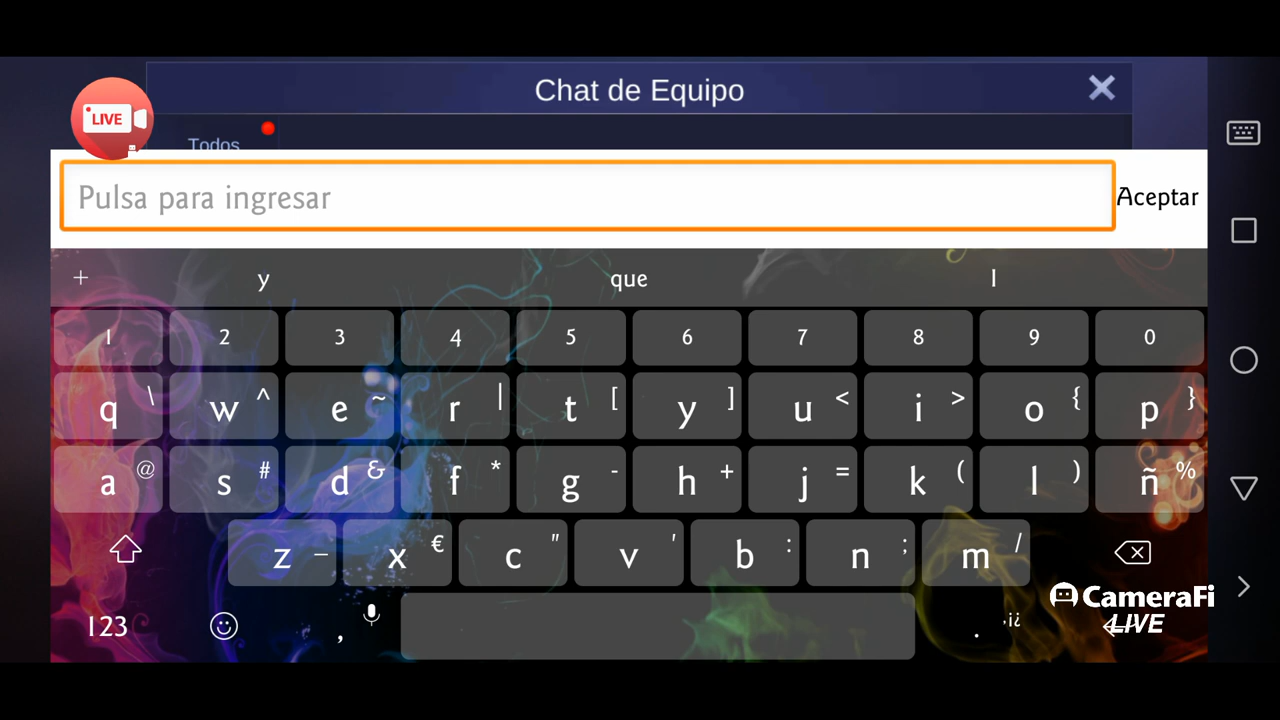 Chat de Equipo
LIVE
Todos
Pulsa para ingresar
Aceptar
+ y que I
1 2 3 4 5 6 7 8 9 0
q \ w ^ e ~ r | t [ y ] u < i > o { p }
a @ s # d & f * g - h + j = k ( l ) ñ %
z _ x € c " v ' b : n ; m /
CameraFi
LIVE
123 , . ,¡¿